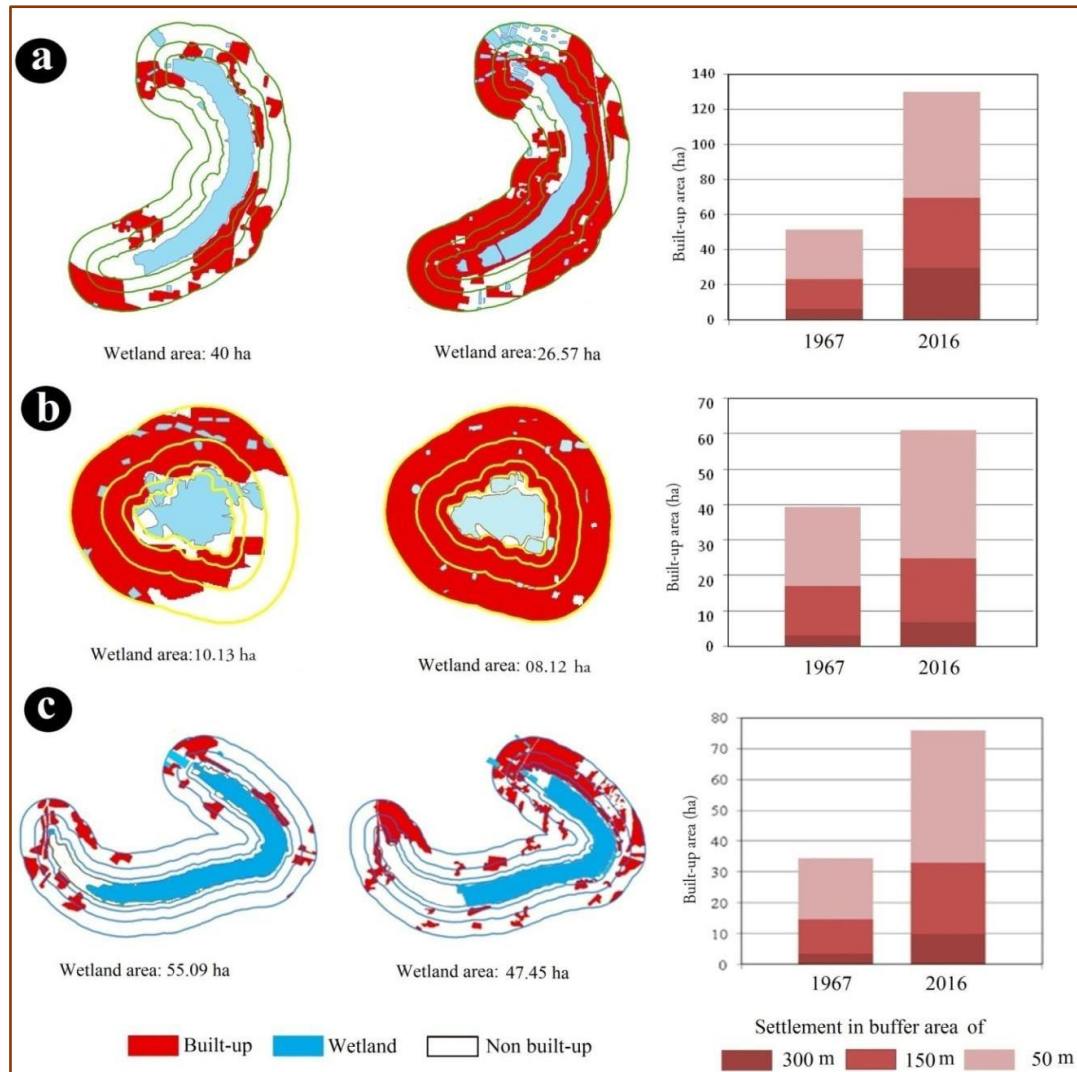 a
Wetland area: 40 ha
Wetland area:26.57 ha
Built-up area (ha)
140
120
100
80
60
40
20
0
1967
2016
b
Wetland area:10.13 ha
Wetland area: 08.12 ha
Built-up area (ha)
70
60
50
40
30
20
10
0
1967
2016
c
Wetland area: 55.09 ha
Wetland area: 47.45 ha
Built-up area (ha)
80
70
60
50
40
30
20
10
0
1967
2016
Built-up
Wetland
Non built-up
Settlement in buffer area of
300 m
150 m
50 m